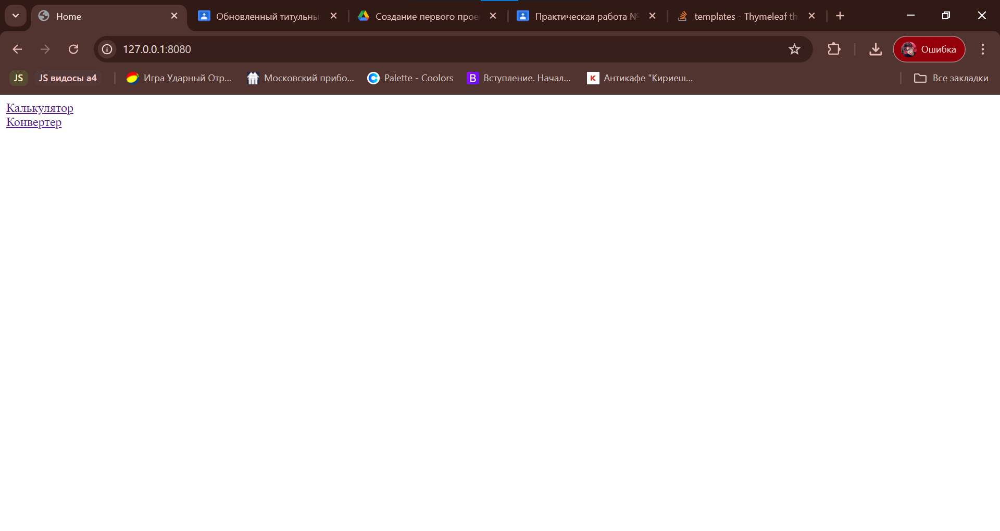 Home
Обновленный титульны
Создание первого прое
Практическая работа №
templates - Thymeleaf th
127.0.0.1:8080
Ошибка
JS
JS видосы а4
Игра Ударный Отр...
Московский прибо...
Palette - Coolors
B Вступление. Начал...
K Антикафе "Кириеш...
Все закладки
Калькулятор
Конвертер